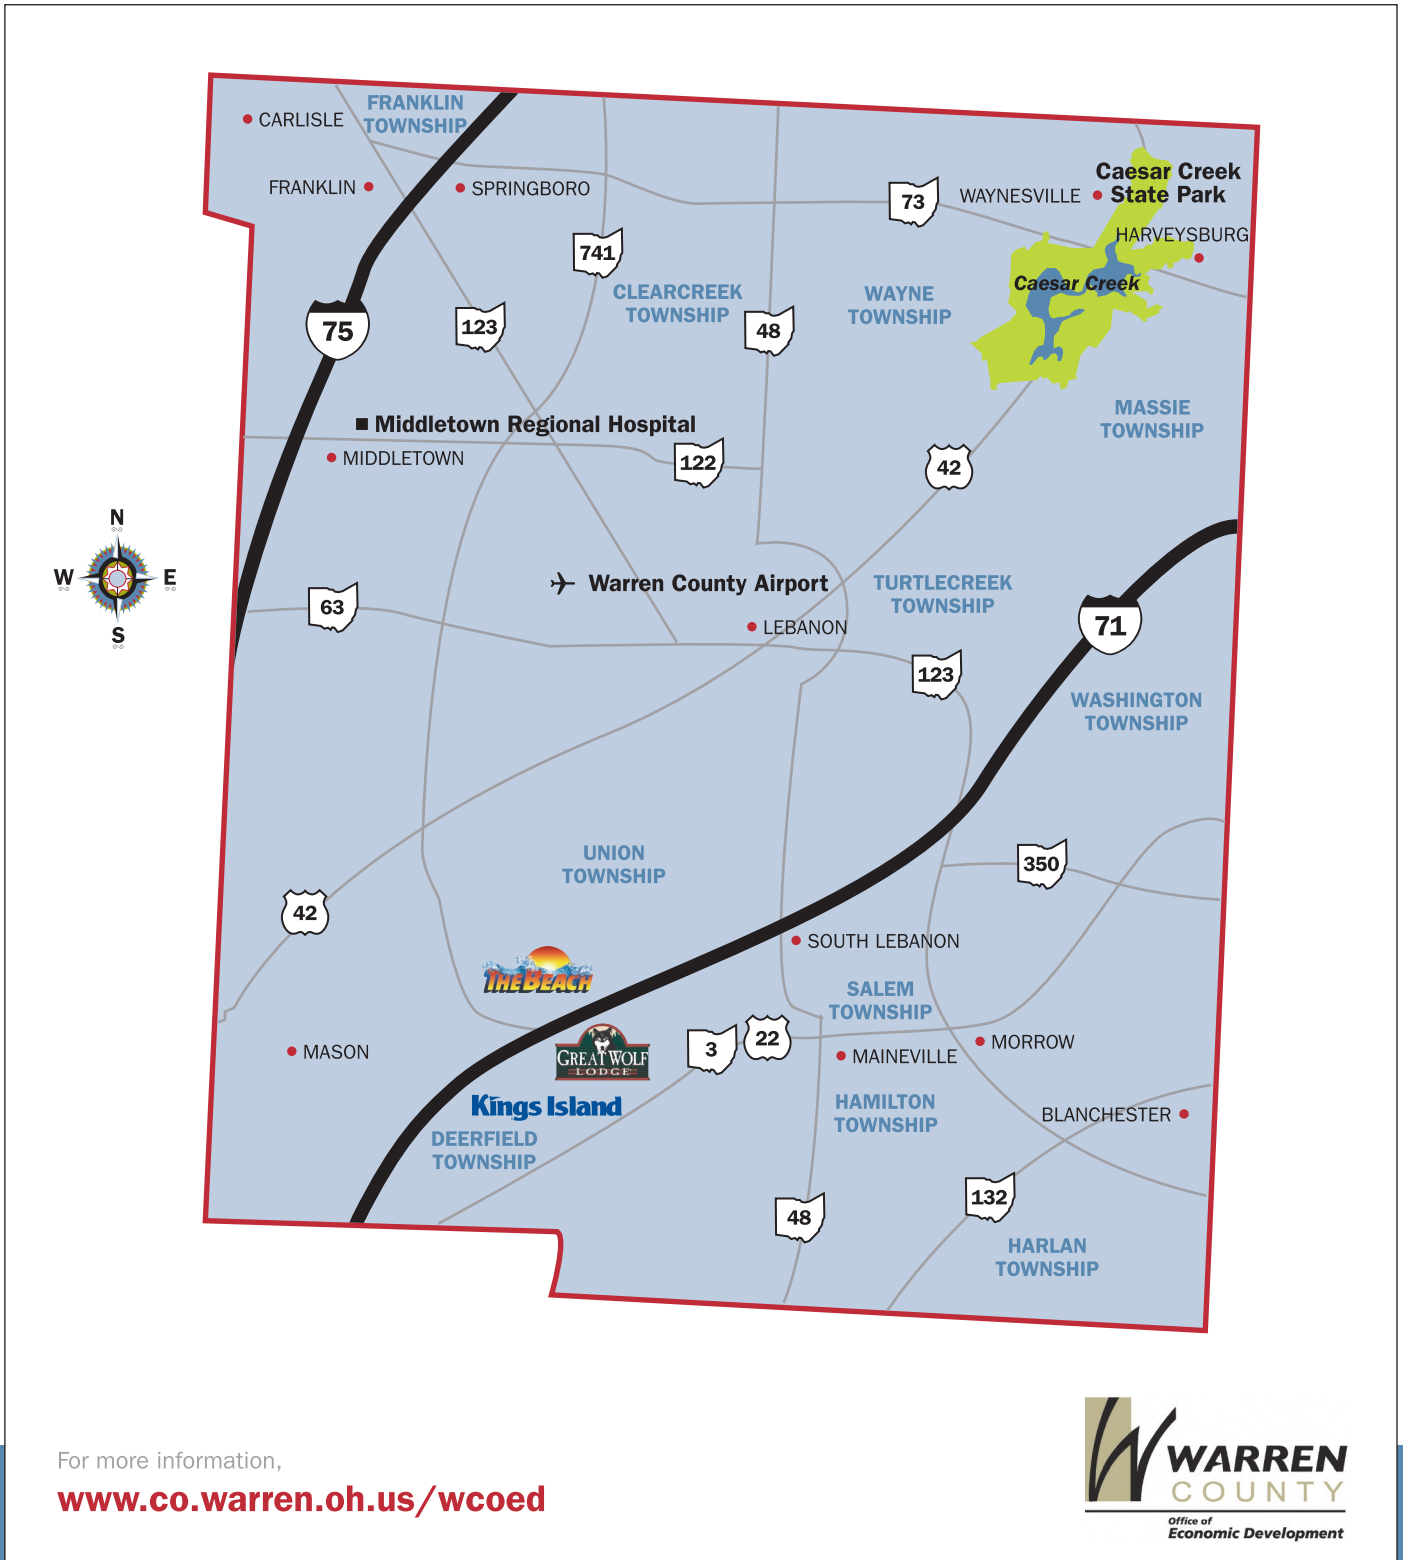 FRANKLIN
TOWNSHIP
CARLISLE
FRANKLIN
SPRINGBORO
Caesar Creek
State Park
WAYNESVILLE
73
HARVEYSBURG
741
Caesar Creek
CLEARCREEK
TOWNSHIP
WAYNE
TOWNSHIP
75
123
48
MASSIE
TOWNSHIP
Middletown Regional Hospital
MIDDLETOWN
122
42
N
W
E
S
Warren County Airport
TURTLECREEK
TOWNSHIP
63
LEBANON
71
123
WASHINGTON
TOWNSHIP
UNION
TOWNSHIP
350
42
SOUTH LEBANON
THE BEACH
SALEM
TOWNSHIP
MASON
GREAT WOLF
LODGE
3
22
MAINEVILLE
MORROW
Kings Island
HAMILTON
TOWNSHIP
BLANCHESTER
DEERFIELD
TOWNSHIP
48
132
HARLAN
TOWNSHIP
For more information,
www.co.warren.oh.us/wcoed
WARREN
COUNTY
Office of
Economic Development